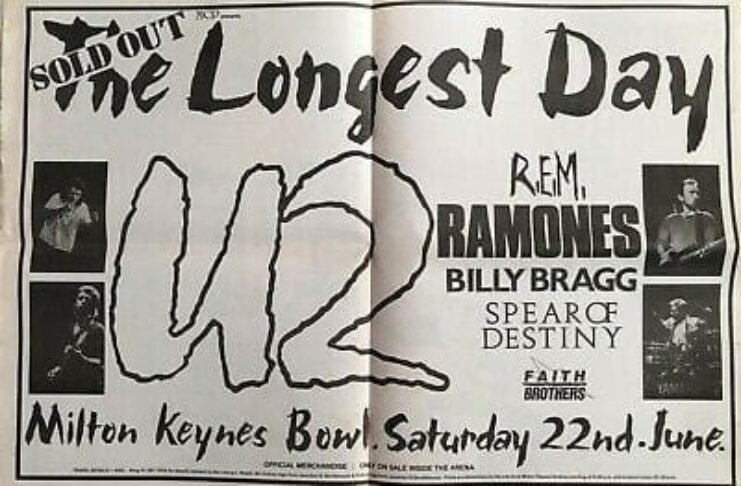 SOLD OUT
The Longest Day
U2
R.E.M.
RAMONES
BILLY BRAGG
SPEAR OF
DESTINY
FAITH
BROTHERS
Milton Keynes Bowl. Saturday 22nd. June.
OFFICIAL MERCHANDISE : ONLY ON SALE INSIDE THE ARENA